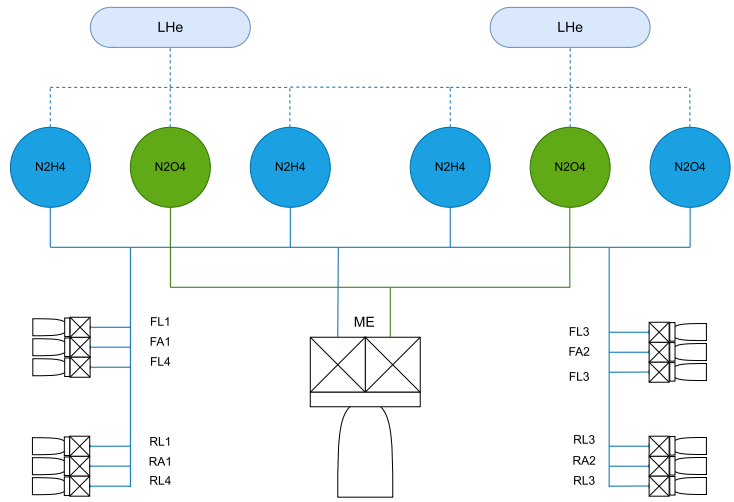 LHe
LHe
N2H4
N2O4
N2H4
N2H4
N2O4
N2O4
ME
FL1
FA1
FL4
FL3
FA2
FL3
RL1
RA1
RL4
RL3
RA2
RL3